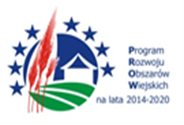 Program
Rozwoju
Obszarów
Wiejskich
na lata 2014-2020